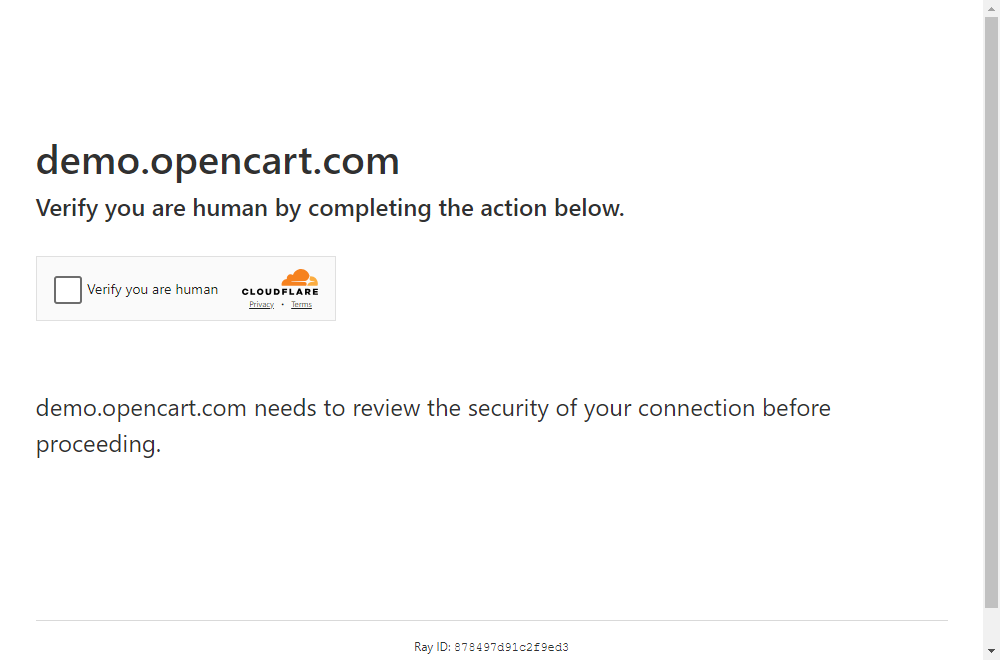 demo.opencart.com
Verify you are human by completing the action below.
Verify you are human
CLOUDFLARE
Privacy • Terms
demo.opencart.com needs to review the security of your connection before
proceeding.
Ray ID: 878497d91c2f9ed3